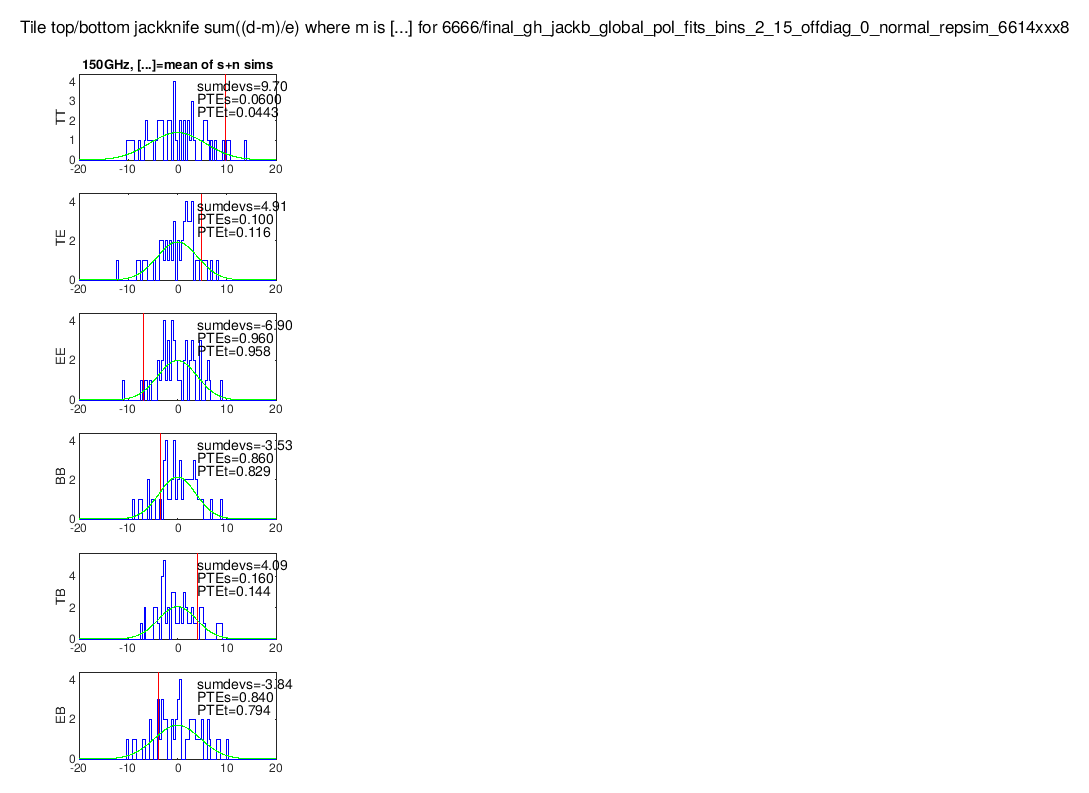 Tile top/bottom jackknife sum((d-m)/e) where m is [...] for 6666/final_gh_jackb_global_pol_fits_bins_2_15_offdiag_0_normal_repsim_6614xxx8
150GHz, [...]=mean of s+n sims
sumdevs=9.70
PTEs=0.0600
PTEt=0.0443
TT
4
3
2
1
0
-20 -10 0 10 20
sumdevs=4.91
PTEs=0.100
PTEt=0.116
TE
4
2
0
-20 -10 0 10 20
sumdevs=-6.90
PTEs=0.960
PTEt=0.958
EE
4
2
0
-20 -10 0 10 20
sumdevs=-3.53
PTEs=0.860
PTEt=0.829
BB
4
2
0
-20 -10 0 10 20
sumdevs=4.09
PTEs=0.160
PTEt=0.144
TB
4
2
0
-20 -10 0 10 20
sumdevs=-3.84
PTEs=0.840
PTEt=0.794
EB
4
2
0
-20 -10 0 10 20